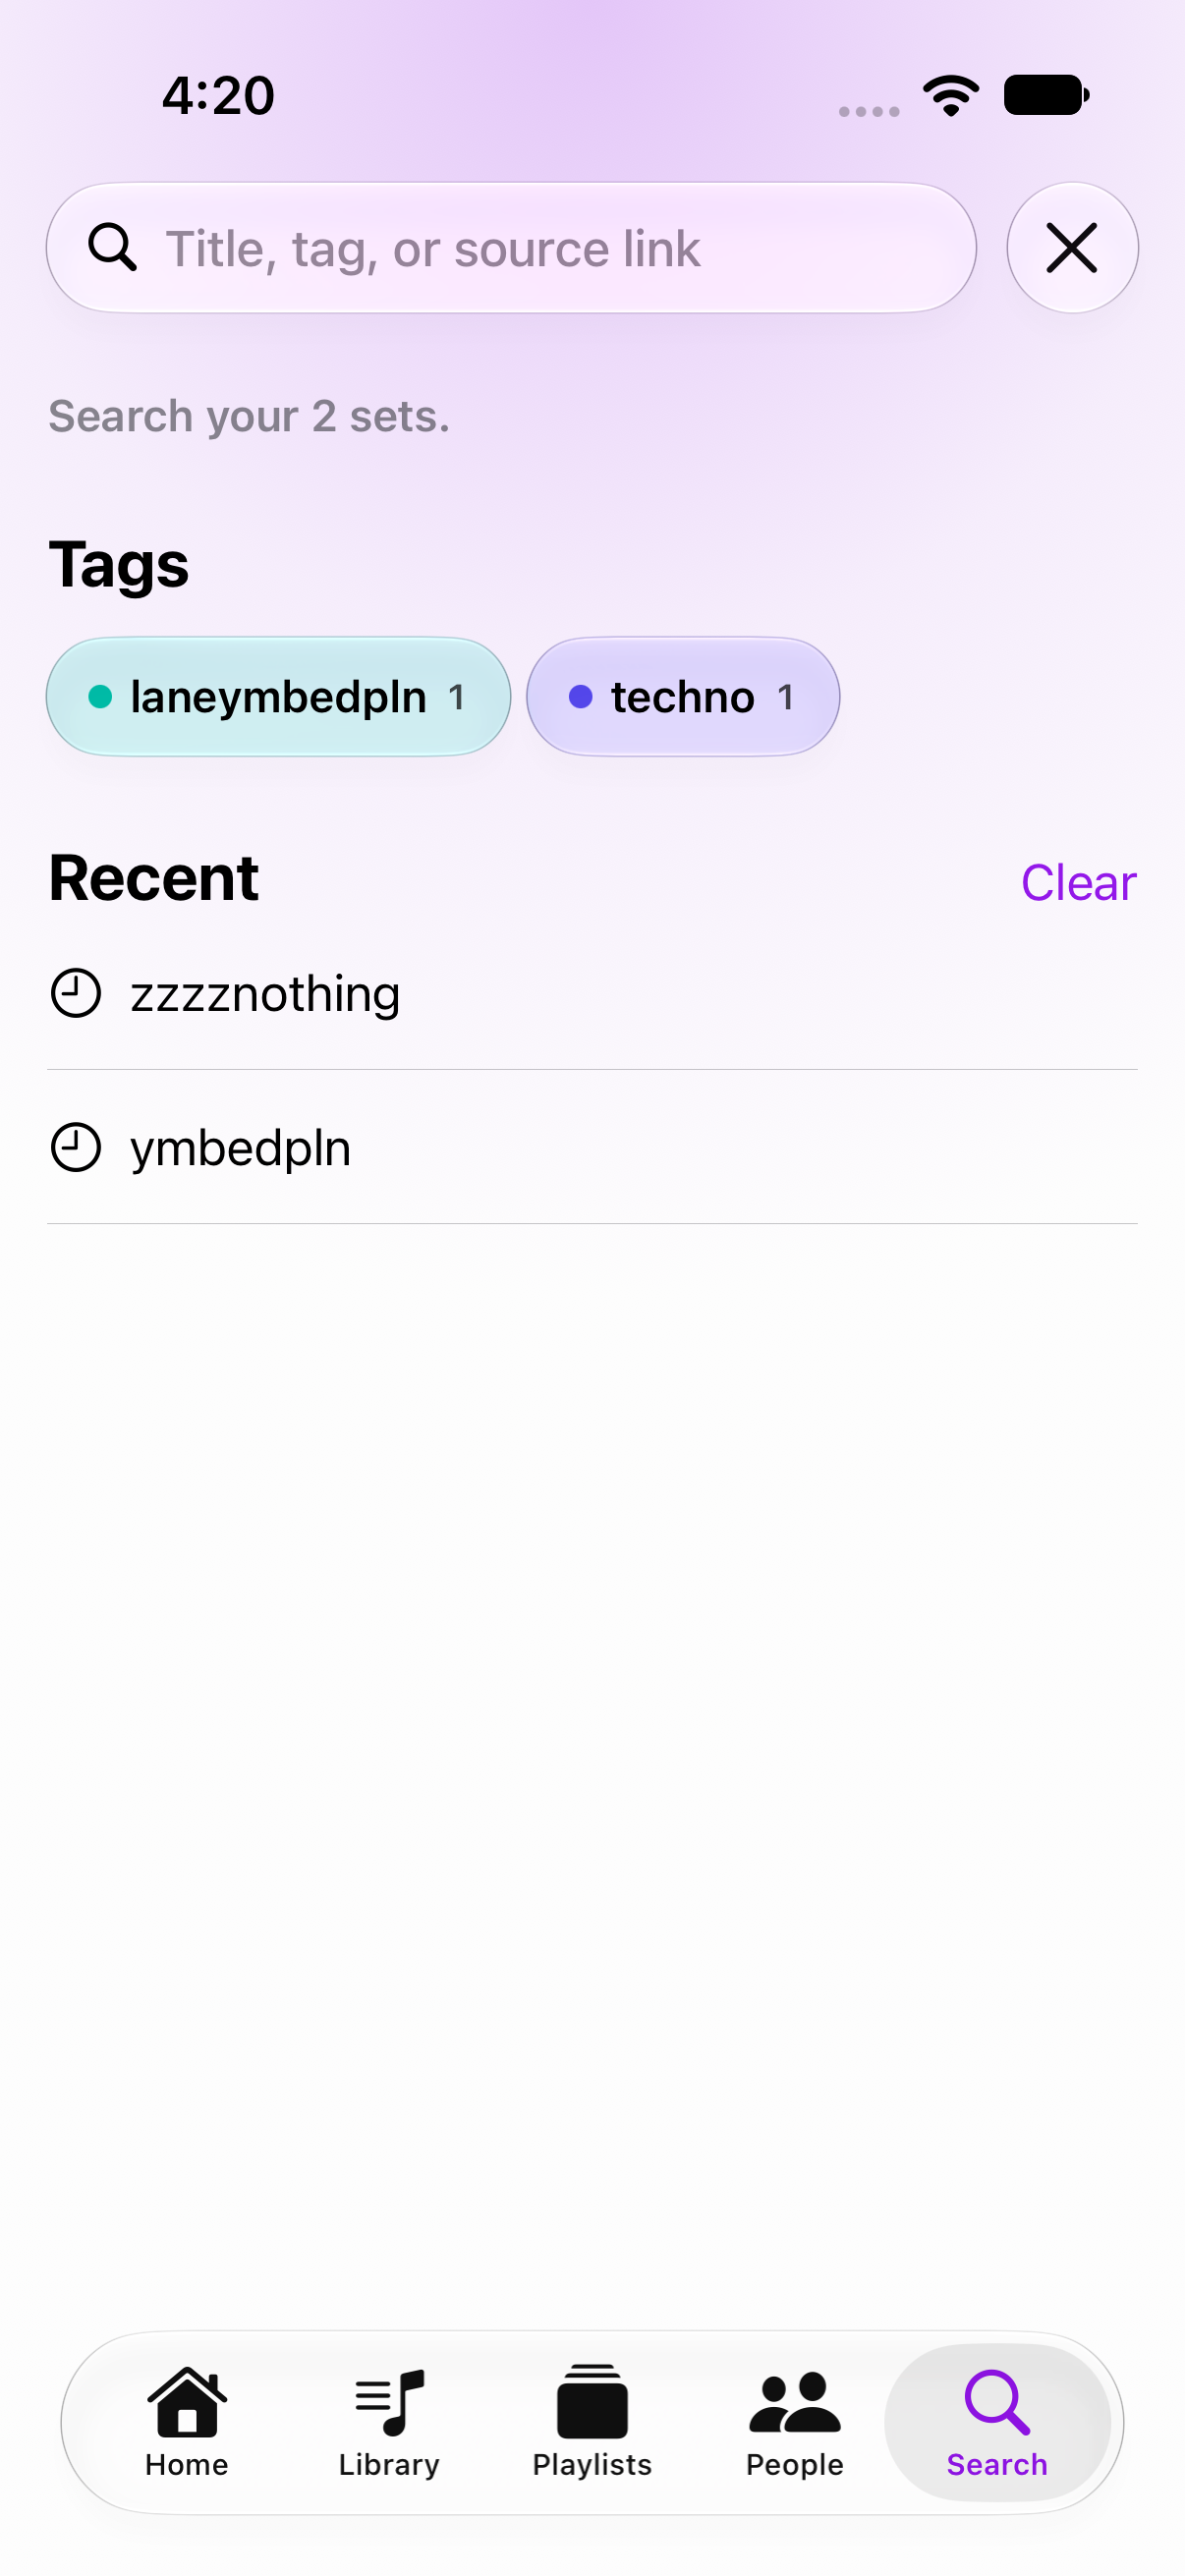 4:20
Title, tag, or source link
Search your 2 sets.
Tags
laneymbedpln 1
techno 1
Recent
Clear
zzzznothing
ymbedpln
Home
Library
Playlists
People
Search